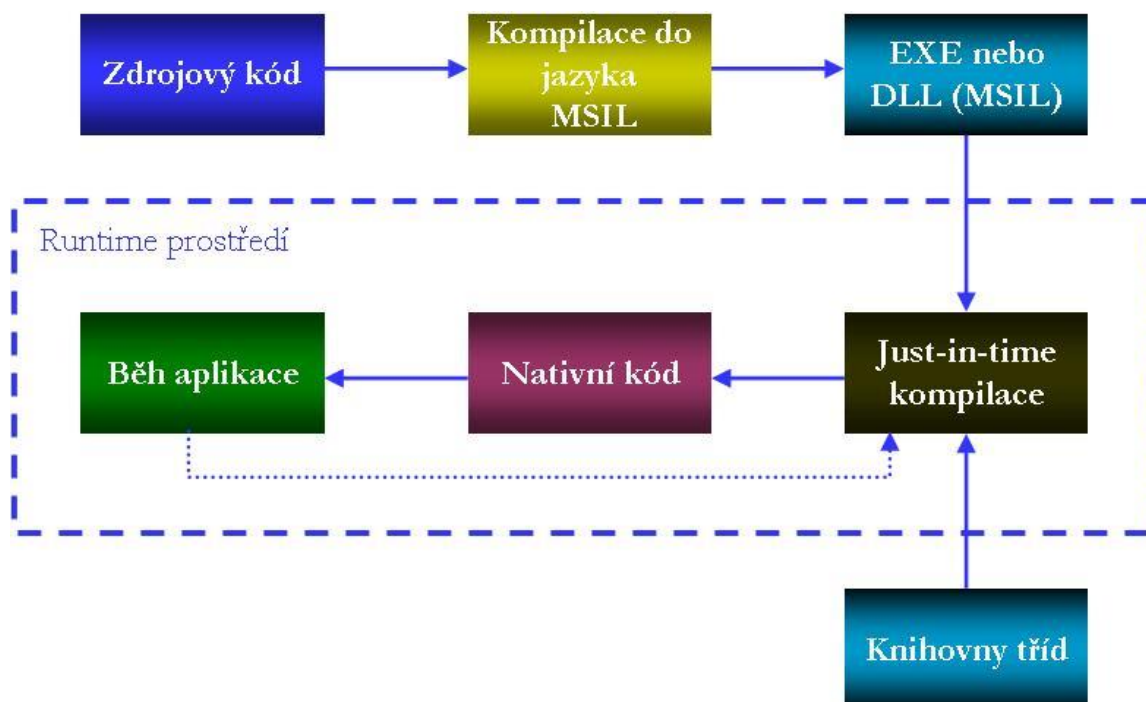 Zdrojový kód
Kompilace do
jazyka
MSIL
EXE nebo
DLL (MSIL)
Runtime prostředí
Běh aplikace
Nativní kód
Just-in-time
kompilace
Knihovny tříd